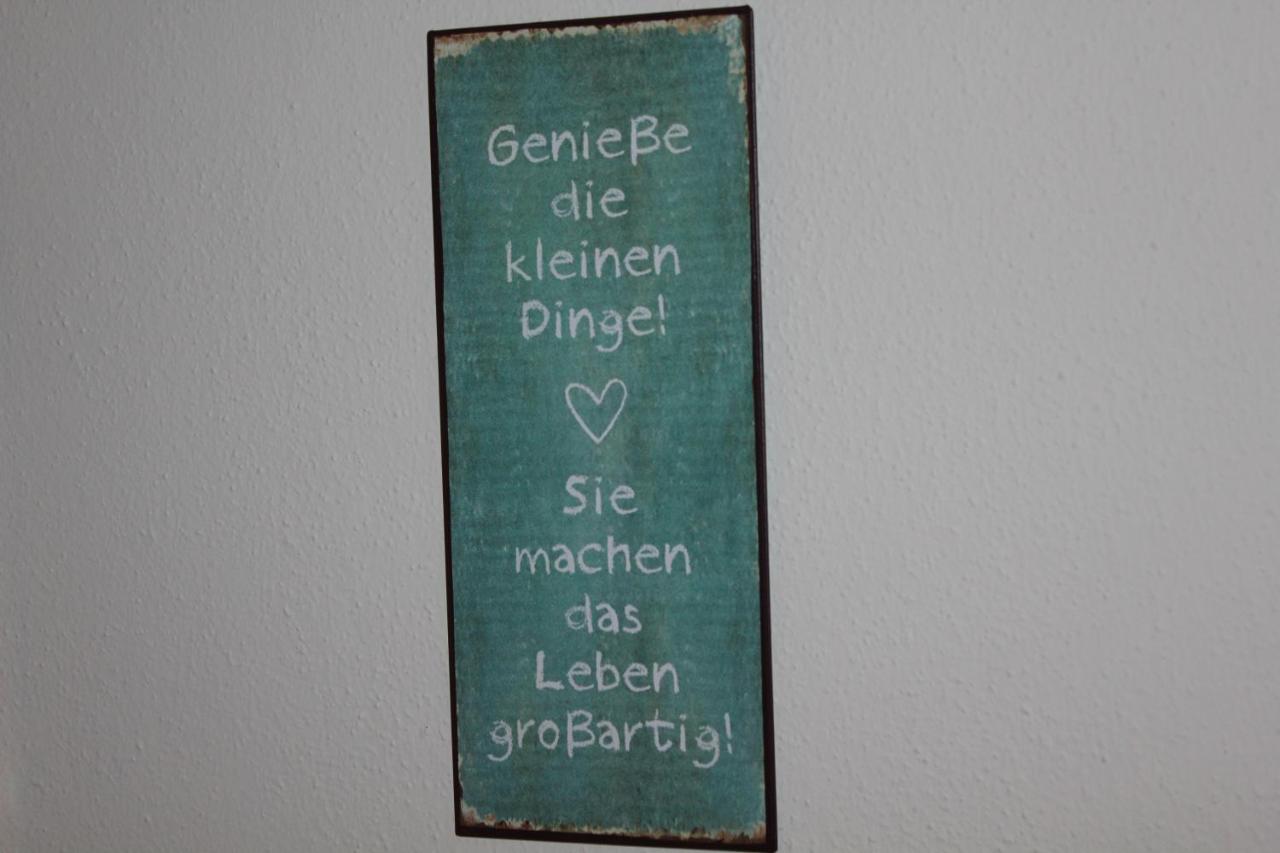 Genieße
die
kleinen
Dinge!
Sie
machen
das
Leben
großartig!